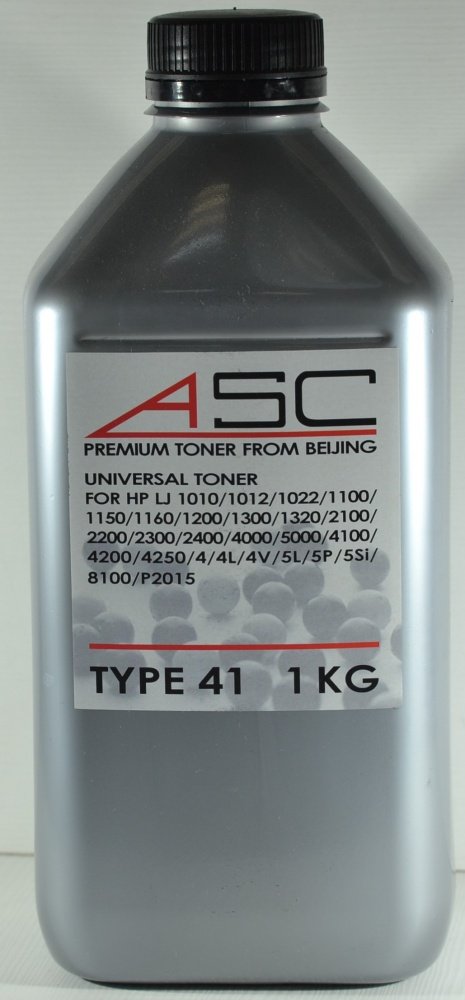 ASC
PREMIUM TONER FROM BEIJING
UNIVERSAL TONER
FOR HP LJ 1010/1012/1022/1100/
1150/1160/1200/1300/1320/2100/
2200/2300/2400/4000/5000/4100/
4200/4250/4/4L/4V/5L/5P/5Si/
8100/P2015
TYPE 41 1 KG